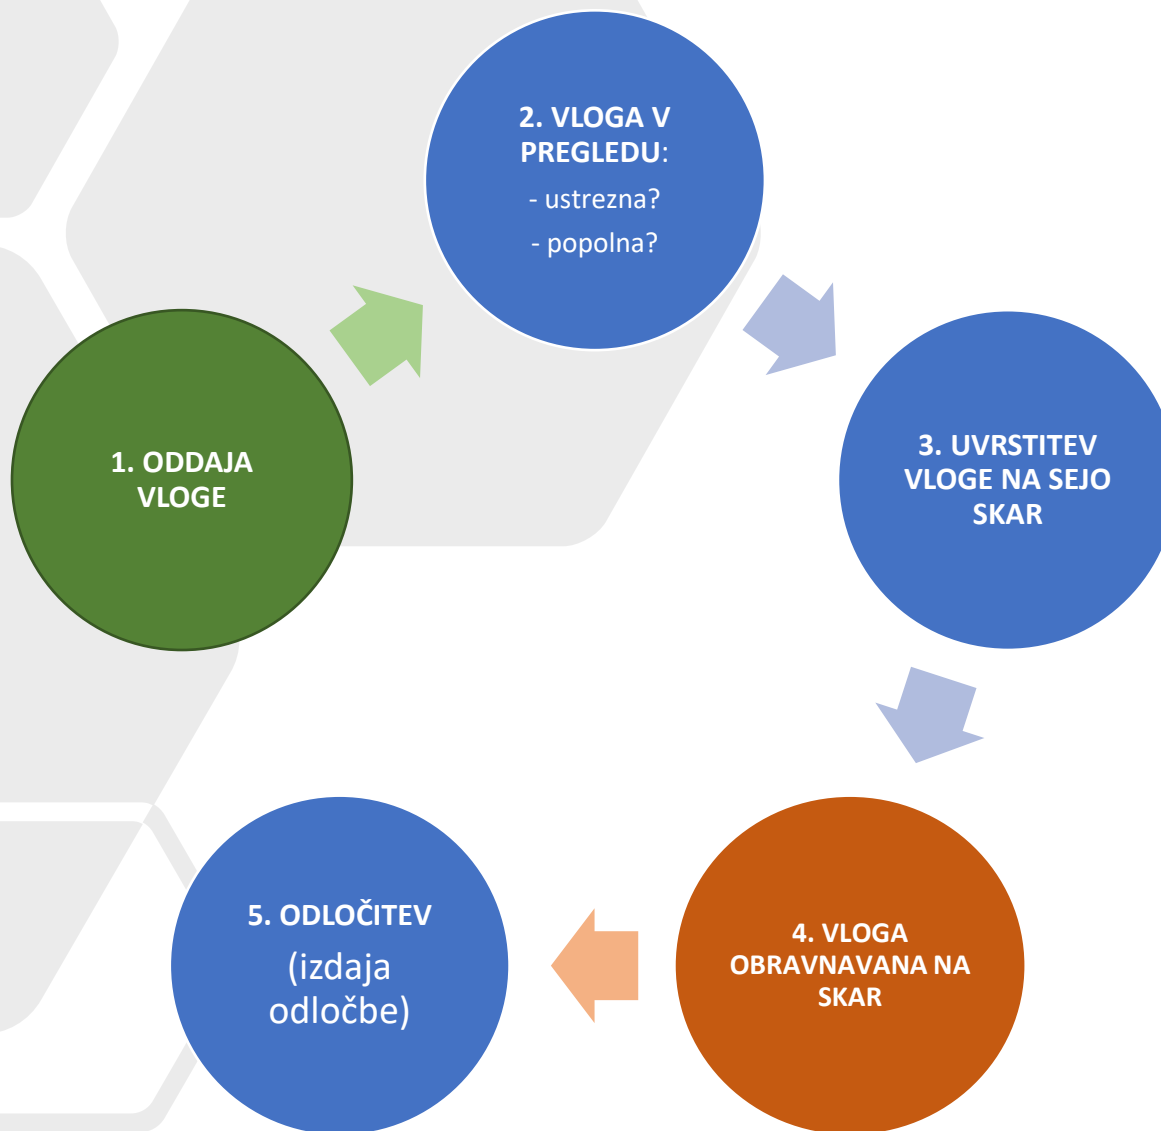 1. ODDAJA
VLOGE
2. VLOGA V
PREGLEDU:
- ustrezna?
- popolna?
3. UVRSTITEV
VLOGE NA SEJO
SKAR
4. VLOGA
OBRAVNAVANA NA
SKAR
5. ODLOČITEV
(izdaja
odločbe)